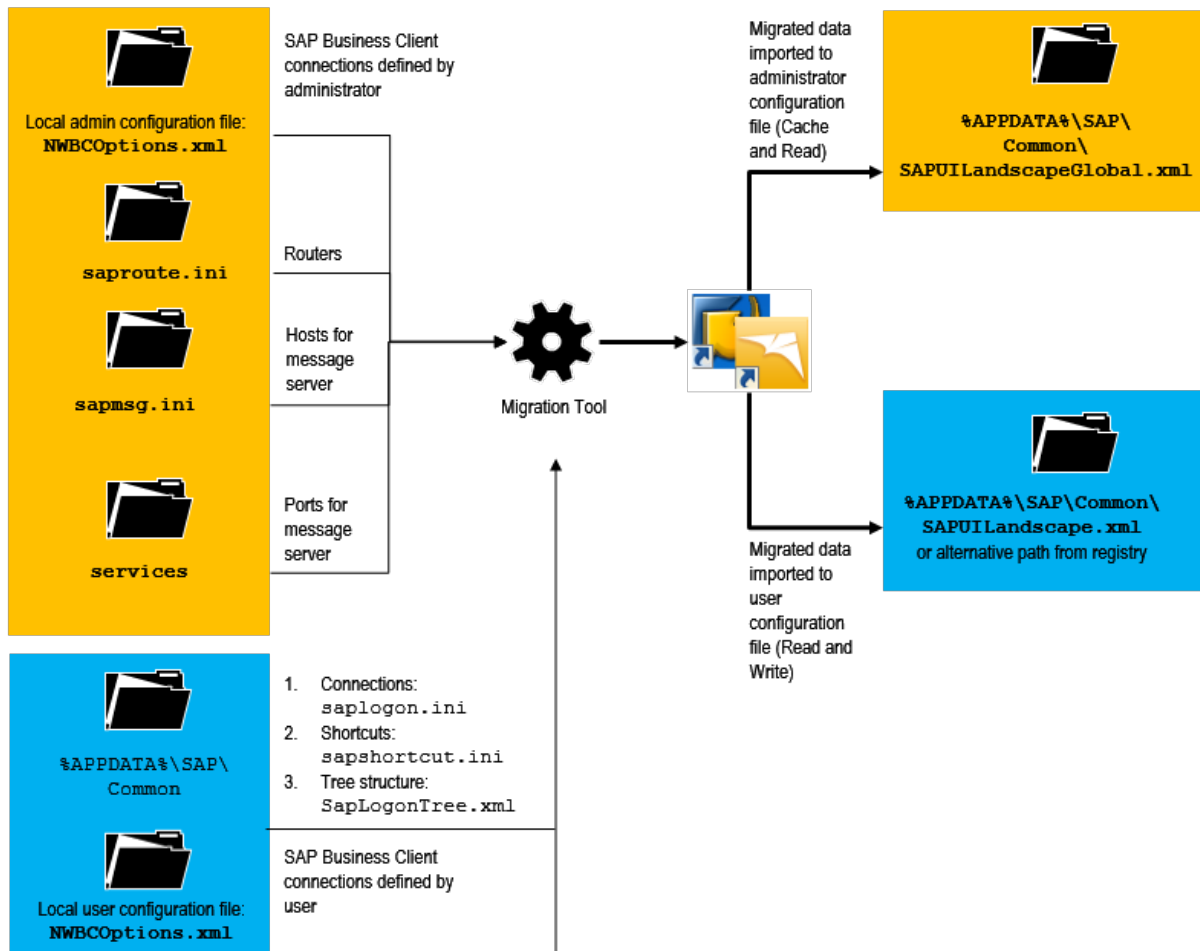 SAP Business Client
connections defined by
administrator
Local admin configuration file:
NWBCOptions.xml
Routers
saproute.ini
Hosts for
message
server
sapmsg.ini
Ports for
message
server
services
Migration Tool
Migrated data
imported to
administrator
configuration
file (Cache
and Read)
%APPDATA%\SAP\
Common\
SAPUILandscapeGlobal.xml
%APPDATA%\SAP\Common\
SAPUILandscape.xml
or alternative path from registry
Migrated data
imported to
user
configuration
file (Read and
Write)
1. Connections:
saplogon.ini
2. Shortcuts:
sapshortcut.ini
3. Tree structure:
SapLogonTree.xml
%APPDATA%\SAP\
Common
SAP Business Client
connections defined by
user
Local user configuration file:
NWBCOptions.xml